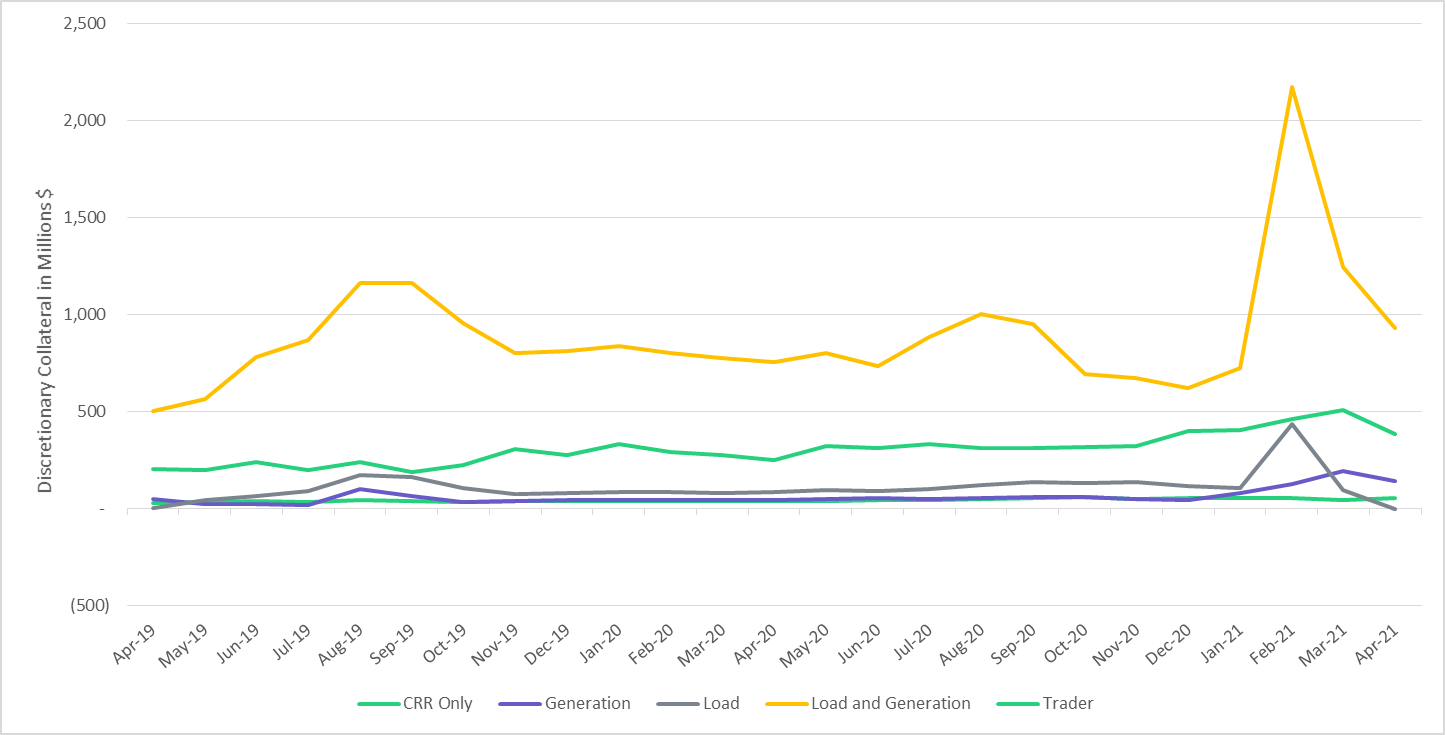 Discretionary Collateral in Millions $
2,500
2,000
1,500
1,000
500
-
(500)
Apr-19
May-19
Jun-19
Jul-19
Aug-19
Sep-19
Oct-19
Nov-19
Dec-19
Jan-20
Feb-20
Mar-20
Apr-20
May-20
Jun-20
Jul-20
Aug-20
Sep-20
Oct-20
Nov-20
Dec-20
Jan-21
Feb-21
Mar-21
Apr-21
CRR Only
Generation
Load
Load and Generation
Trader